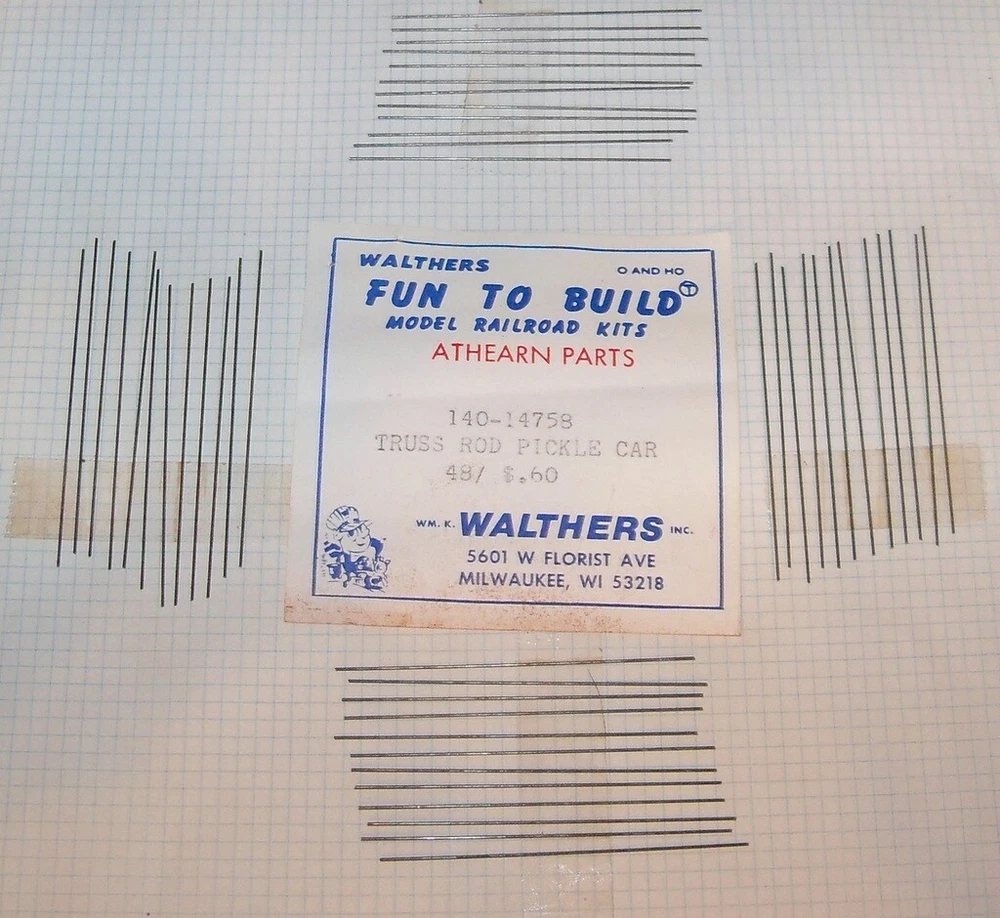 WALTHERS
O AND HO
FUN TO BUILD T
MODEL RAILROAD KITS
ATHEARN PARTS
140-14758
TRUSS ROD PICKLE CAR
48/ $.60
WM. K. WALTHERS INC.
5601 W FLORIST AVE
MILWAUKEE, WI 53218